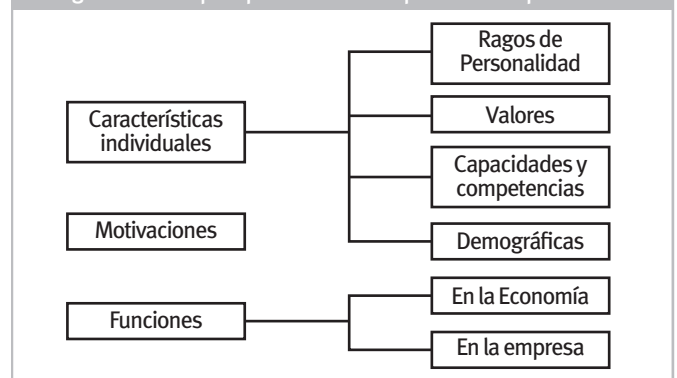 Ragos de
Personalidad
Características
individuales
Valores
Capacidades y
competencias
Motivaciones
Demográficas
En la Economía
Funciones
En la empresa